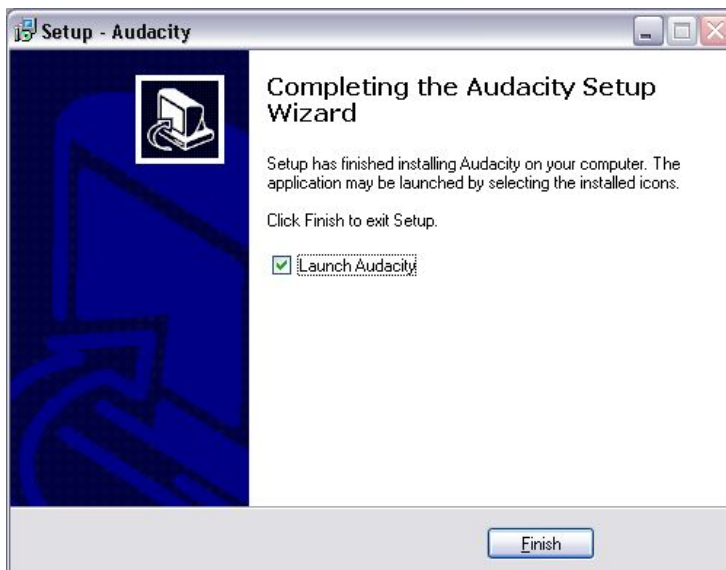 Setup - Audacity
Completing the Audacity Setup
Wizard
Setup has finished installing Audacity on your computer. The
application may be launched by selecting the installed icons.
Click Finish to exit Setup.
Launch Audacity
Finish